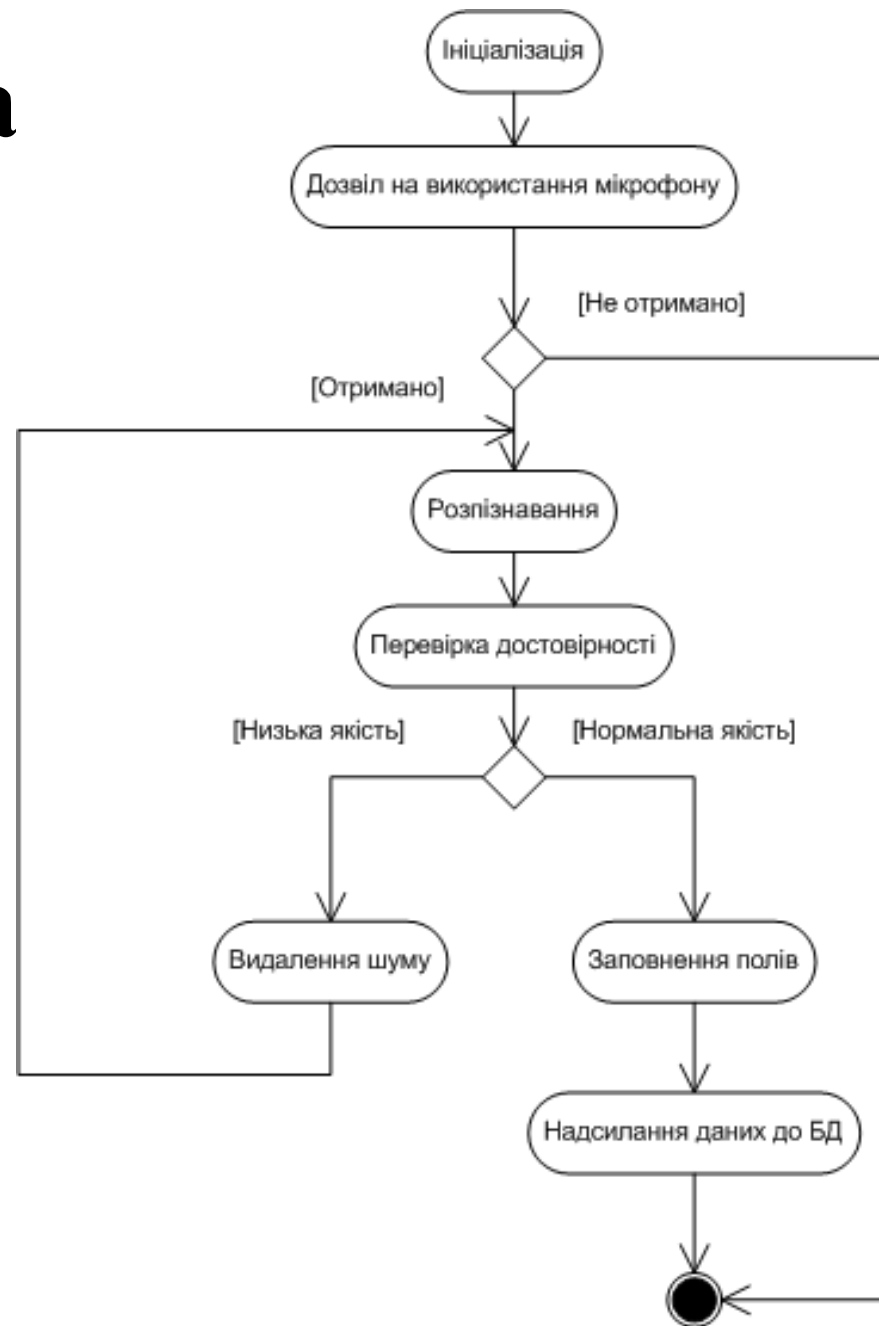 а
Ініціалізація
Дозвіл на використання мікрофону
[Не отримано]
[Отримано]
Розпізнавання
Перевірка достовірності
[Низька якість]
[Нормальна якість]
Видалення шуму
Заповнення полів
Надсилання даних до БД